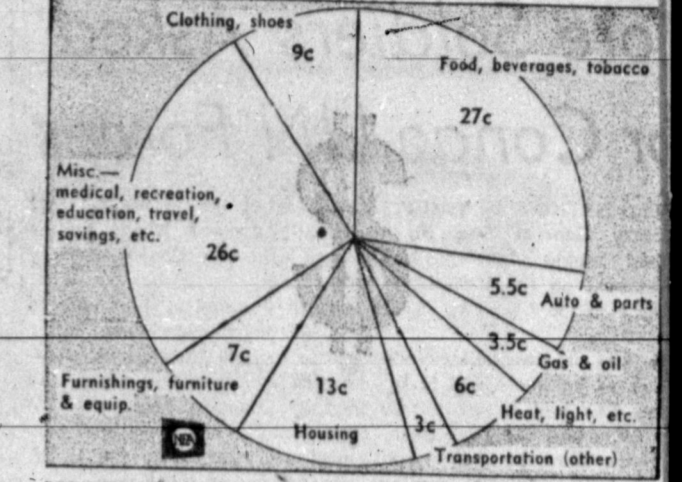 Clothing, shoes
9c
Food, beverages, tobacco
27c
Misc.—
medical, recreation,
education, travel,
savings, etc.
26c
5.5c
Auto & parts
3.5c
Gas & oil
7c
Furnishings, furniture
& equip.
13c
Housing
6c
Heat, light, etc.
3c
Transportation (other)
NEA